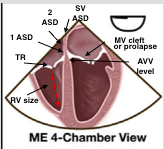 2
ASD
SV
ASD
1 ASD
MV cleft
or prolapse
TR
AVV
level
RV size
ME 4-Chamber View